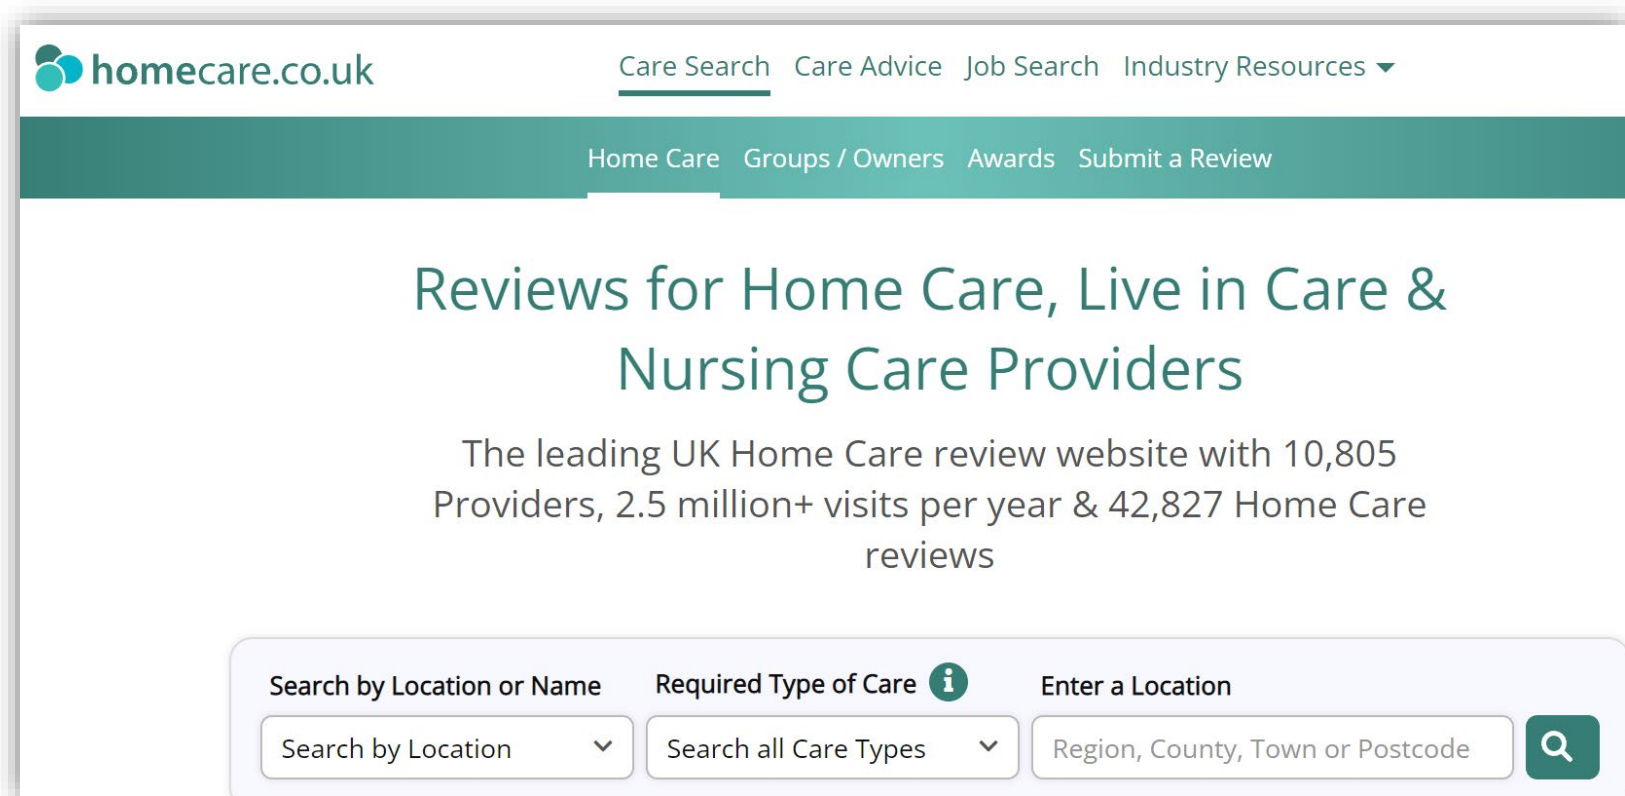 homecare.co.uk
Care Search Care Advice Job Search Industry Resources
Home Care Groups / Owners Awards Submit a Review
Reviews for Home Care, Live in Care &
Nursing Care Providers
The leading UK Home Care review website with 10,805
Providers, 2.5 million+ visits per year & 42,827 Home Care
reviews
Search by Location or Name Required Type of Care i Enter a Location
Search by Location Search all Care Types Region, County, Town or Postcode